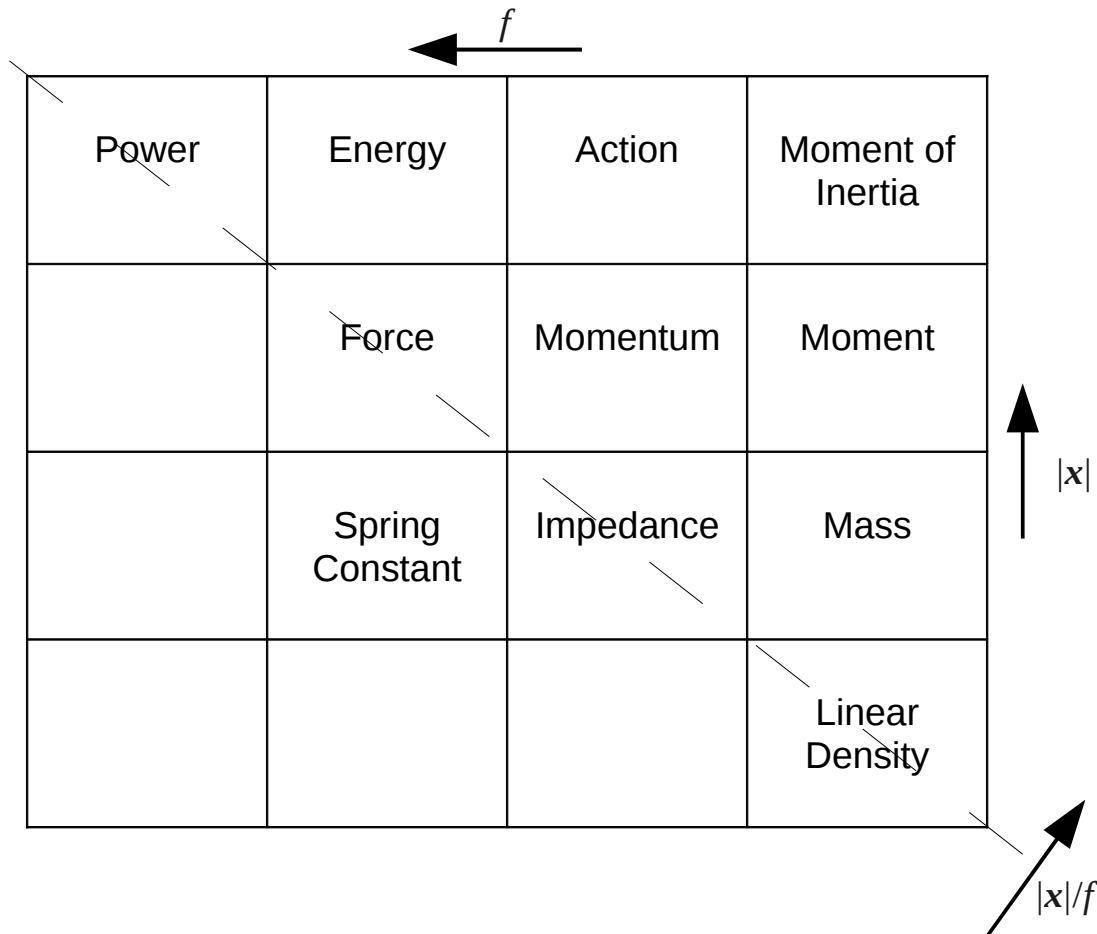 f
Power
Energy
Action
Moment of
Inertia
Force
Momentum
Moment
|x|
Spring
Constant
Impedance
Mass
Linear
Density
|x|/f